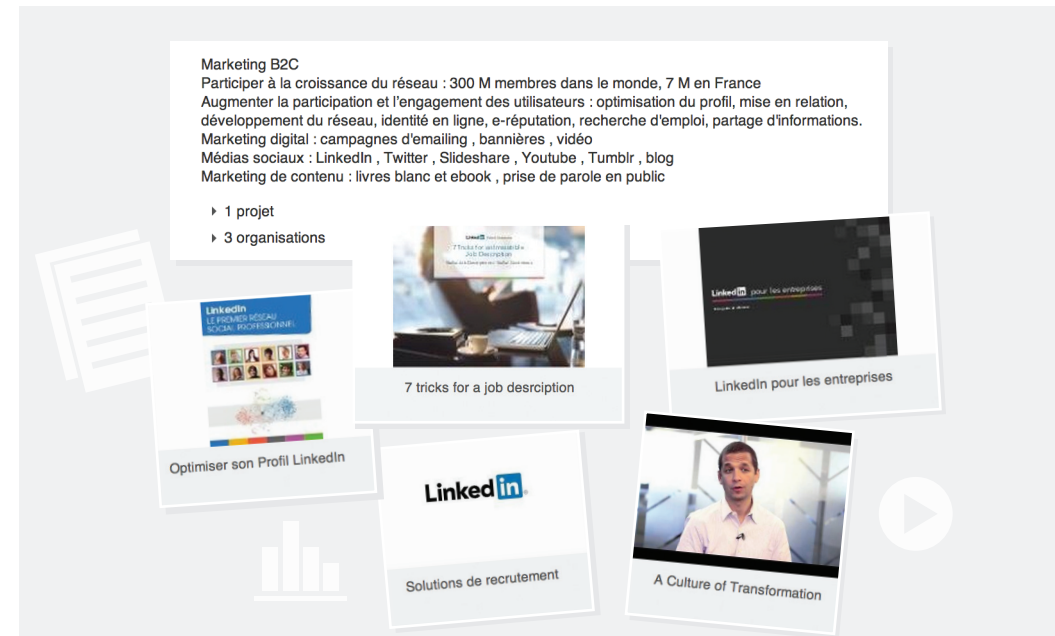 Marketing B2C
Participer à la croissance du réseau : 300 M membres dans le monde, 7 M en France
Augmenter la participation et l'engagement des utilisateurs : optimisation du profil, mise en relation,
développement du réseau, identité en ligne, e-réputation, recherche d'emploi, partage d'informations.
Marketing digital : campagnes d'emailing , bannières , vidéo
Médias sociaux : LinkedIn , Twitter , Slideshare , Youtube , Tumblr , blog
Marketing de contenu : livres blanc et ebook , prise de parole en public
1 projet
3 organisations
LinkedIn
LE PREMIER RÉSEAU
SOCIAL PROFESSIONNEL
Optimiser son Profil LinkedIn
LinkedIn
7 Tricks for an Irresistible
Job Description
7 tricks for a job desrciption
LinkedIn pour les entreprises
LinkedIn pour les entreprises
LinkedIn
Solutions de recrutement
A Culture of Transformation